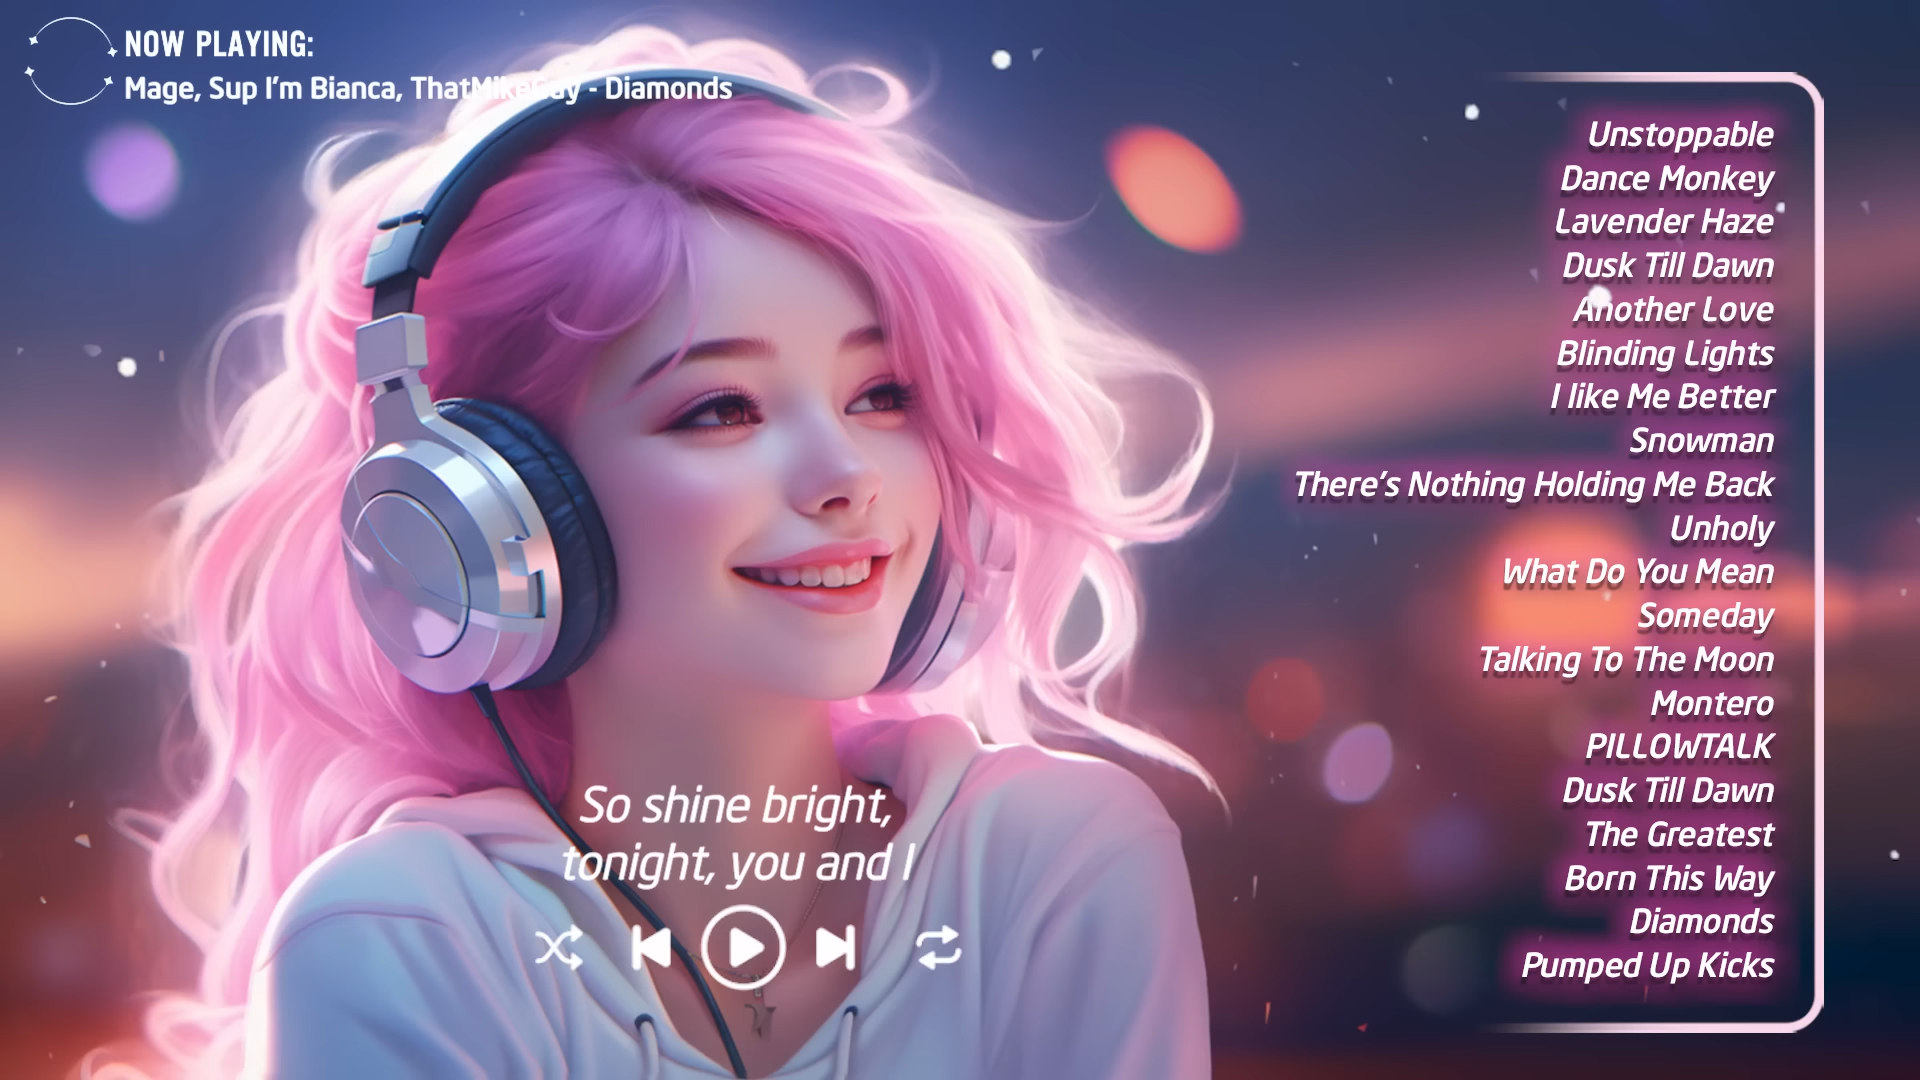 NOW PLAYING:
Mage, Sup I'm Bianca, ThatMikeGuy - Diamonds
Unstoppable
Dance Monkey
Lavender Haze
Dusk Till Dawn
Another Love
Blinding Lights
I like Me Better
Snowman
There's Nothing Holding Me Back
Unholy
What Do You Mean
Someday
Talking To The Moon
Montero
PILLOWTALK
Dusk Till Dawn
The Greatest
Born This Way
Diamonds
Pumped Up Kicks
So shine bright,
tonight, you and I